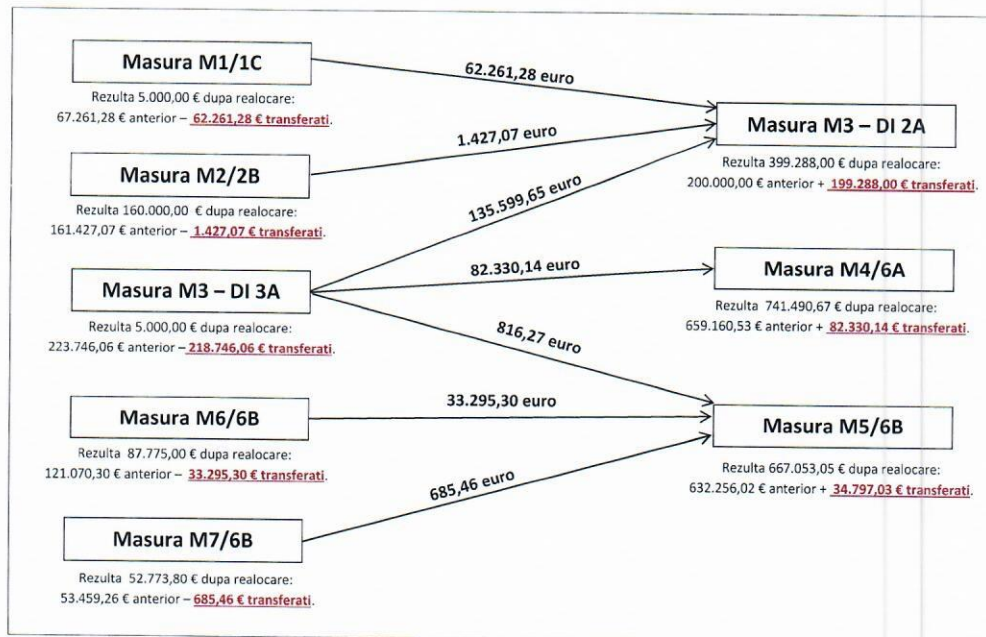 Masura M1/1C
Rezulta 5.000,00 € dupa realocare:
67.261,28 € anterior – 62.261,28 € transferati.
62.261,28 euro
Masura M2/2B
Rezulta 160.000,00 € dupa realocare:
161.427,07 € anterior – 1.427,07 € transferati.
1.427,07 euro
Masura M3 – DI 2A
Rezulta 399.288,00 € dupa realocare:
200.000,00 € anterior + 199.288,00 € transferati.
135.599,65 euro
Masura M3 – DI 3A
Rezulta 5.000,00 € dupa realocare:
223.746,06 € anterior – 218.746,06 € transferati.
82.330,14 euro
Masura M4/6A
Rezulta 741.490,67 € dupa realocare:
659.160,53 € anterior + 82.330,14 € transferati.
816,27 euro
Masura M6/6B
Rezulta 87.775,00 € dupa realocare:
121.070,30 € anterior – 33.295,30 € transferati.
33.295,30 euro
Masura M5/6B
Rezulta 667.053,05 € dupa realocare:
632.256,02 € anterior + 34.797,03 € transferati.
685,46 euro
Masura M7/6B
Rezulta 52.773,80 € dupa realocare:
53.459,26 € anterior – 685,46 € transferati.